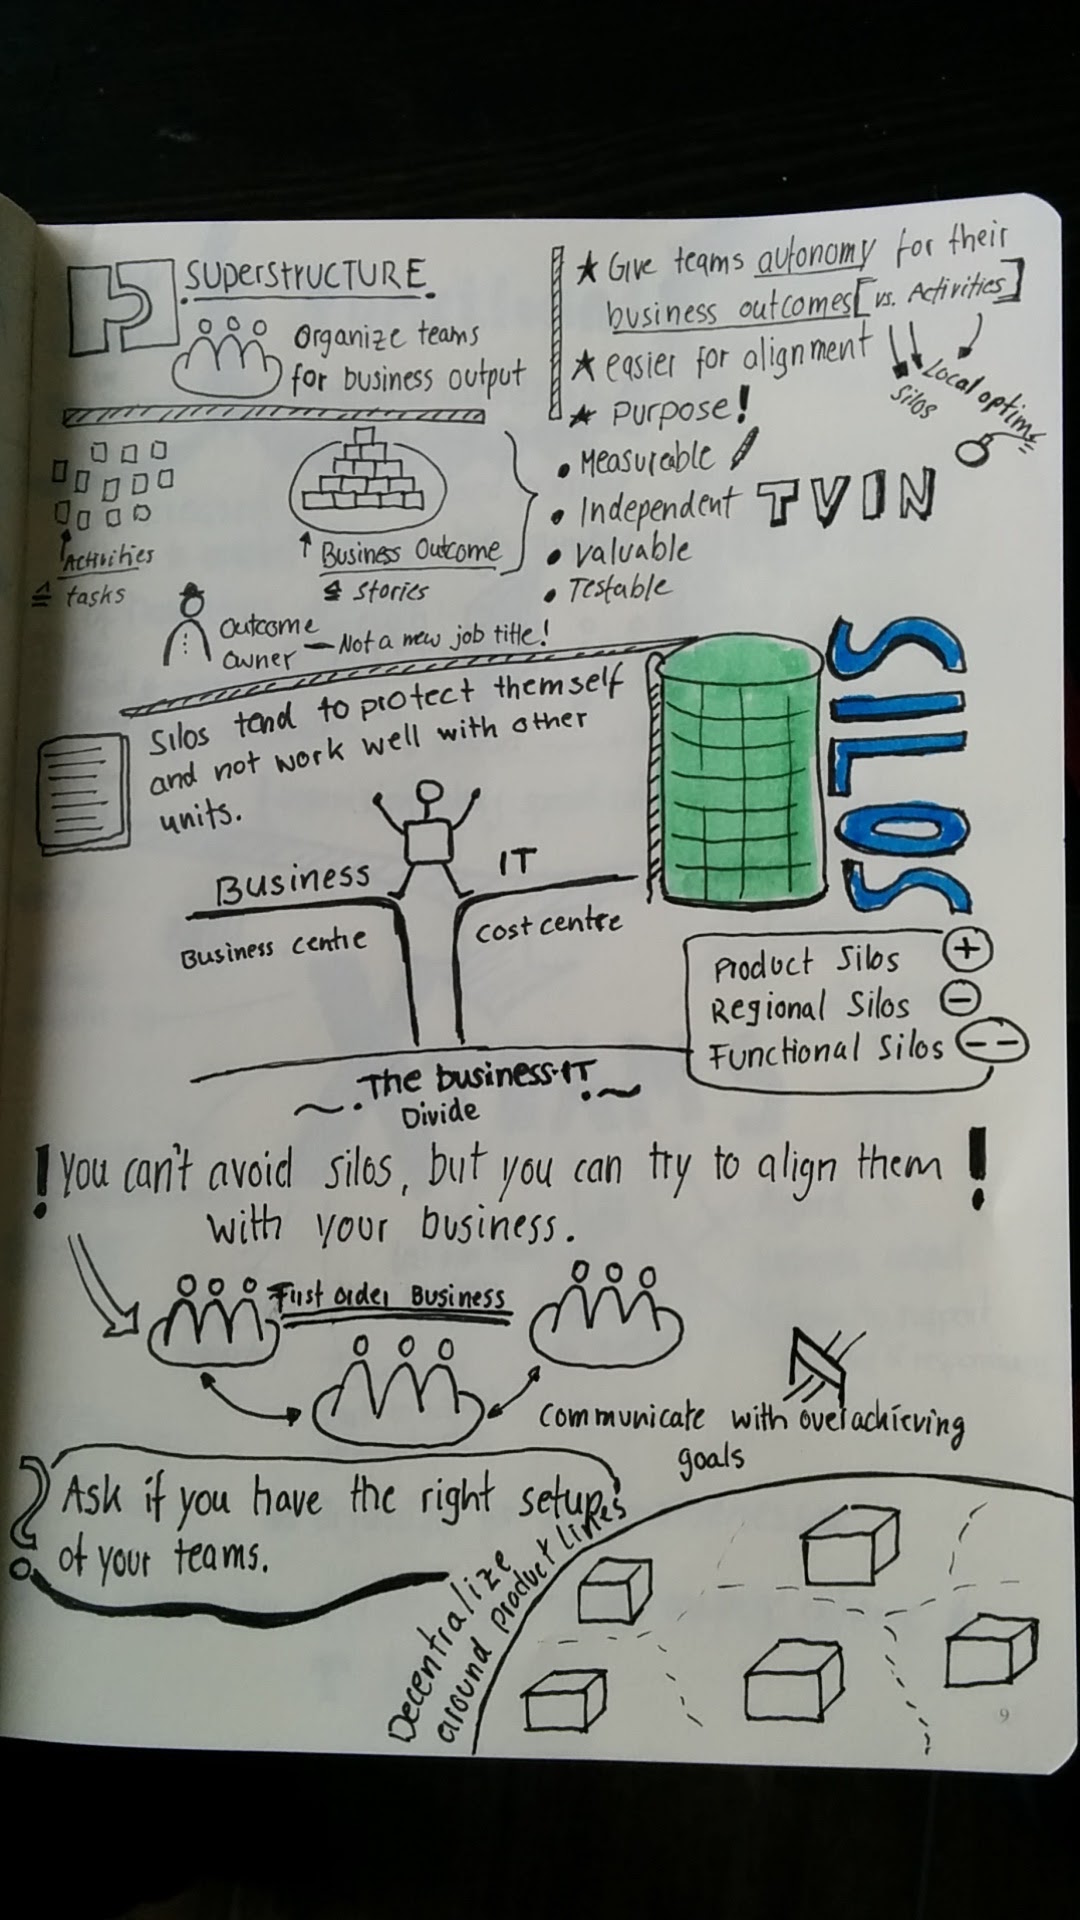 5
SUPERSTRUCTURE
Organize teams
for business output
★ Give teams autonomy for their
business outcomes [vs. Activities]
★ easier for alignment
★ Purpose!
Silos
Local optima
Activities
≙ tasks
Business Outcome
≙ Stories
• Measureable
• Independent
• Valuable
• Testable
TVIN
Outcome
owner — Not a new job title!
Silos tend to protect themself
and not work well with other
units.
SILOS
Business
IT
Business centre
cost centre
The business-IT
Divide
Product Silos +
Regional Silos -
Functional Silos --
! You can't avoid silos, but you can try to align them !
with your business.
First order Business
communicate with overachieving
goals
? Ask if you have the right setup
of your teams.
Decentralize
around product lines
9